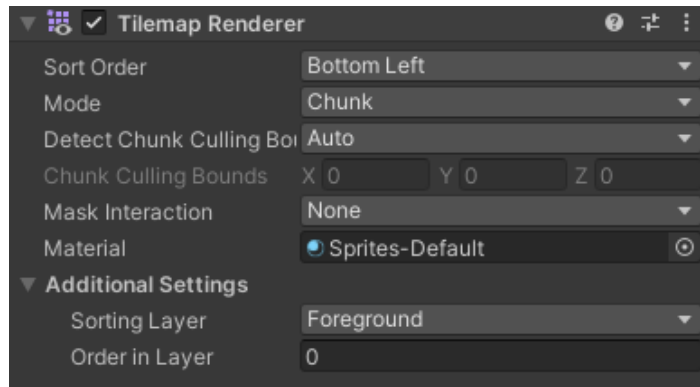 Tilemap Renderer
Sort Order Bottom Left
Mode Chunk
Detect Chunk Culling Bou Auto
Chunk Culling Bounds X 0 Y 0 Z 0
Mask Interaction None
Material Sprites-Default
Additional Settings
Sorting Layer Foreground
Order in Layer 0